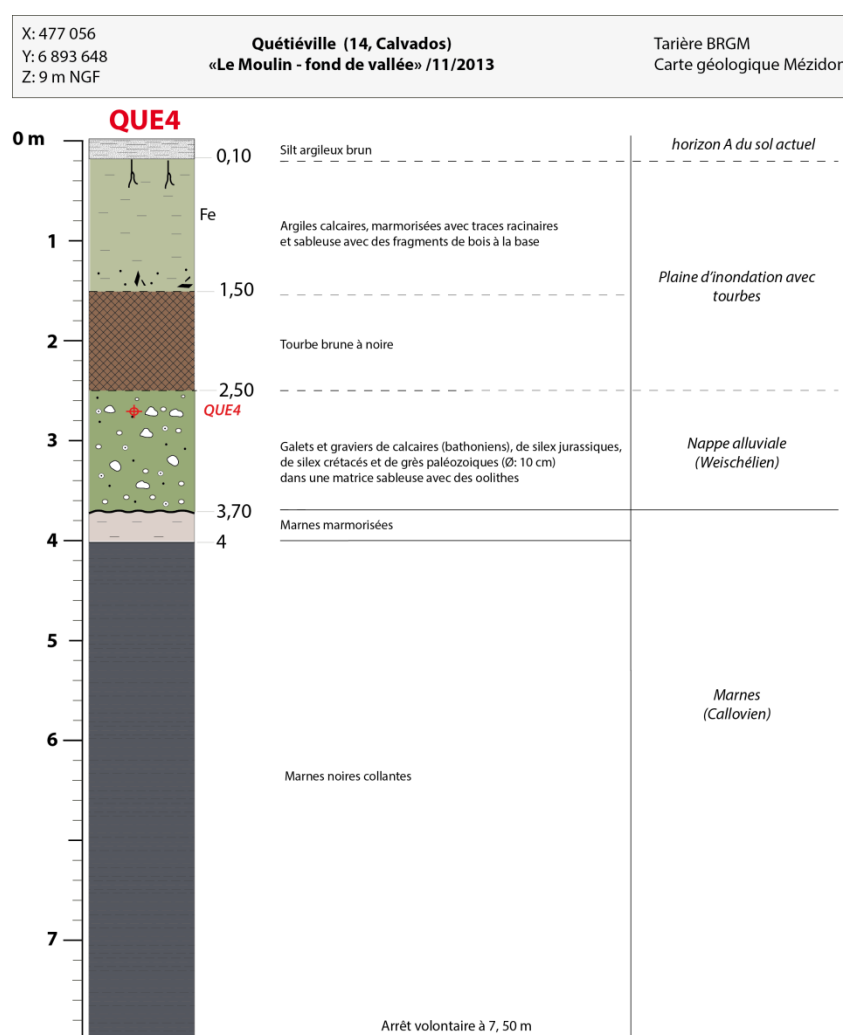 X: 477 056
Y: 6 893 648
Z: 9 m NGF
Quétiéville (14, Calvados)
«Le Moulin - fond de vallée» /11/2013
Tarière BRGM
Carte géologique Mézidon
QUE4
0 m
0,10
Silt argileux brun
horizon A du sol actuel
Fe
1
Argiles calcaires, marmorisées avec traces racinaires
et sableuse avec des fragments de bois à la base
1,50
Plaine d'inondation avec
tourbes
2
Tourbe brune à noire
2,50
QUE4
3
Galets et graviers de calcaires (bathoniens), de silex jurassiques,
de silex crétacés et de grès paléozoiques (Ø: 10 cm)
dans une matrice sableuse avec des oolithes
Nappe alluviale
(Weischélien)
3,70
Marnes marmorisées
4
4
5
Marnes
(Callovien)
6
Marnes noires collantes
7
Arrêt volontaire à 7, 50 m